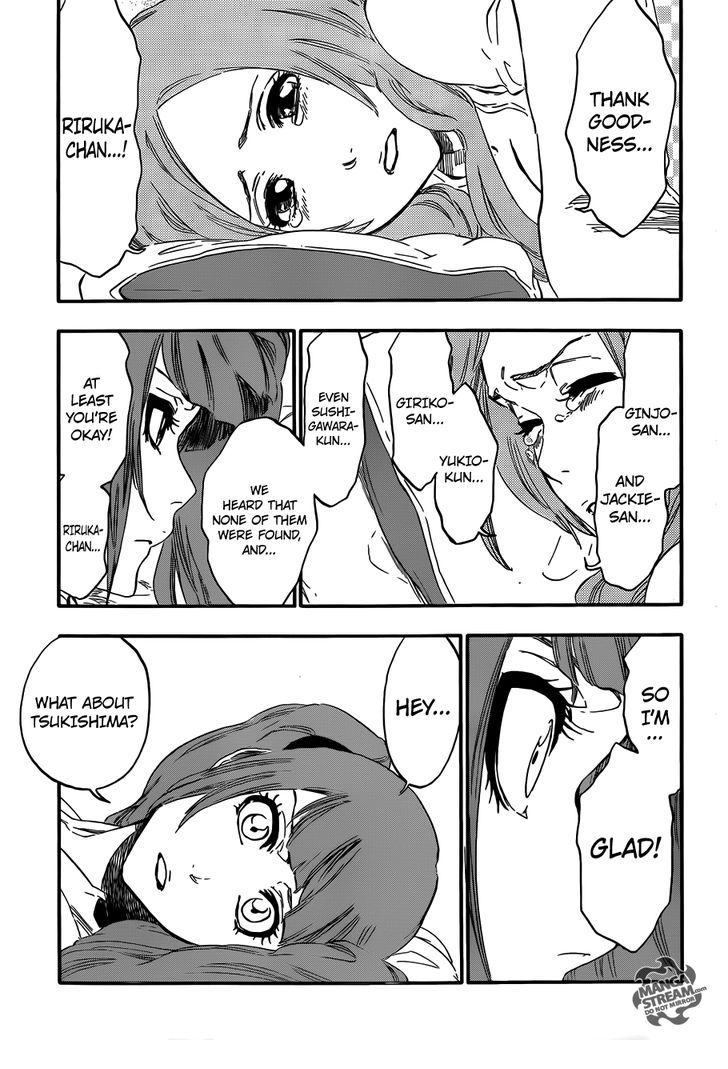 THANK
GOOD-
NESS...
RIRUKA-
CHAN...!
GINJO-
SAN...
AND
JACKIE-
SAN...
GIRIKO-
SAN...
YUKIO-
KUN...
EVEN
SUSHI-
GAWARA-
KUN...
WE
HEARD THAT
NONE OF THEM
WERE FOUND,
AND...
AT
LEAST
YOU'RE
OKAY!
RIRUKA-
CHAN...
SO
I'M...
GLAD!
HEY...
WHAT ABOUT
TSUKISHIMA?
MANGA
STREAM.com
DO NOT MIRROR